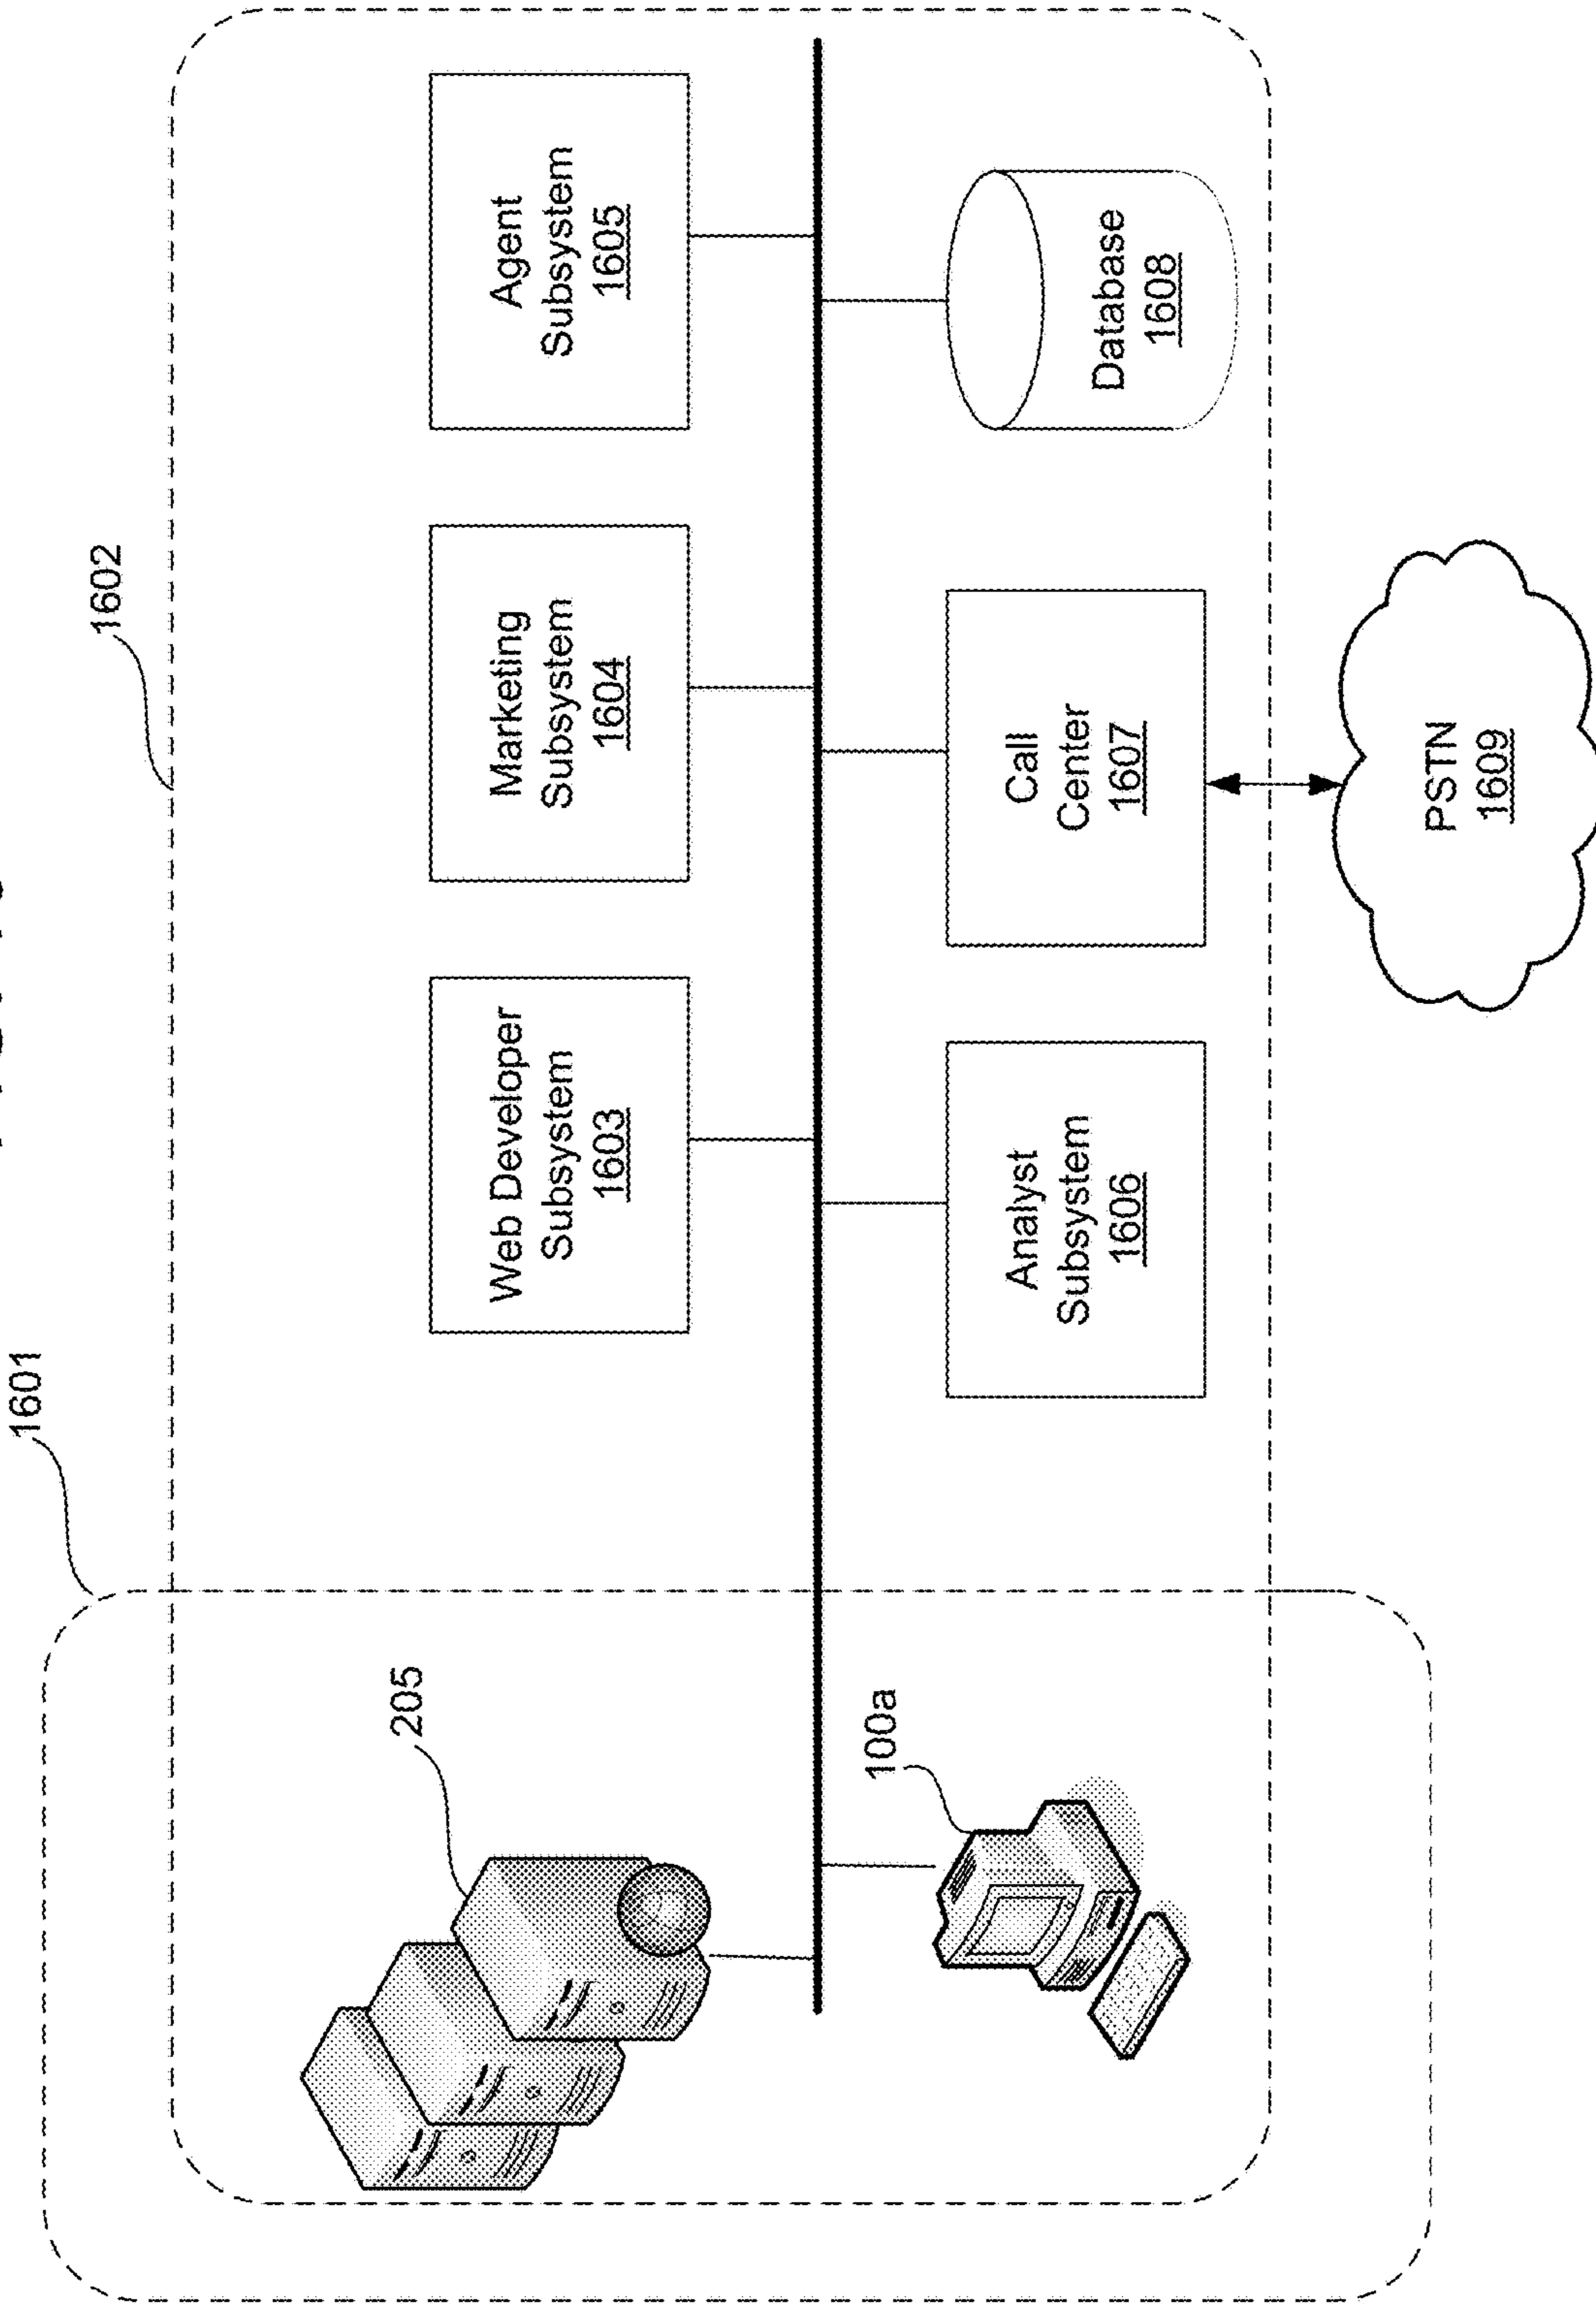 1601
1602
205
Web Developer
Subsystem
1603
Marketing
Subsystem
1604
Agent
Subsystem
1605
100a
Analyst
Subsystem
1606
Call
Center
1607
Database
1608
PSTN
1609